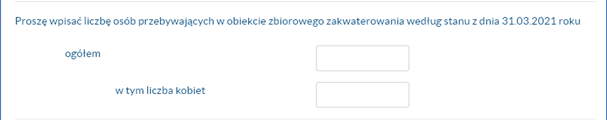 Proszę wpisać liczbę osób przebywających w obiekcie zbiorowego zakwaterowania według stanu z dnia 31.03.2021 roku
ogółem
w tym liczba kobiet